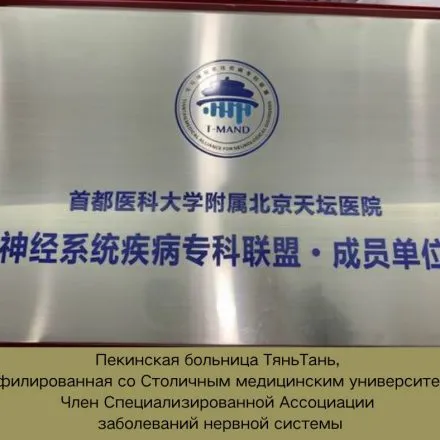 T-MAND
首都医科大学附属北京天坛医院
神经系统疾病专科联盟·成员单位
Пекинская больница ТяньТань,
филированная со Столичным медицинским университе
Член Специализированной Ассоциации
заболеваний нервной системы